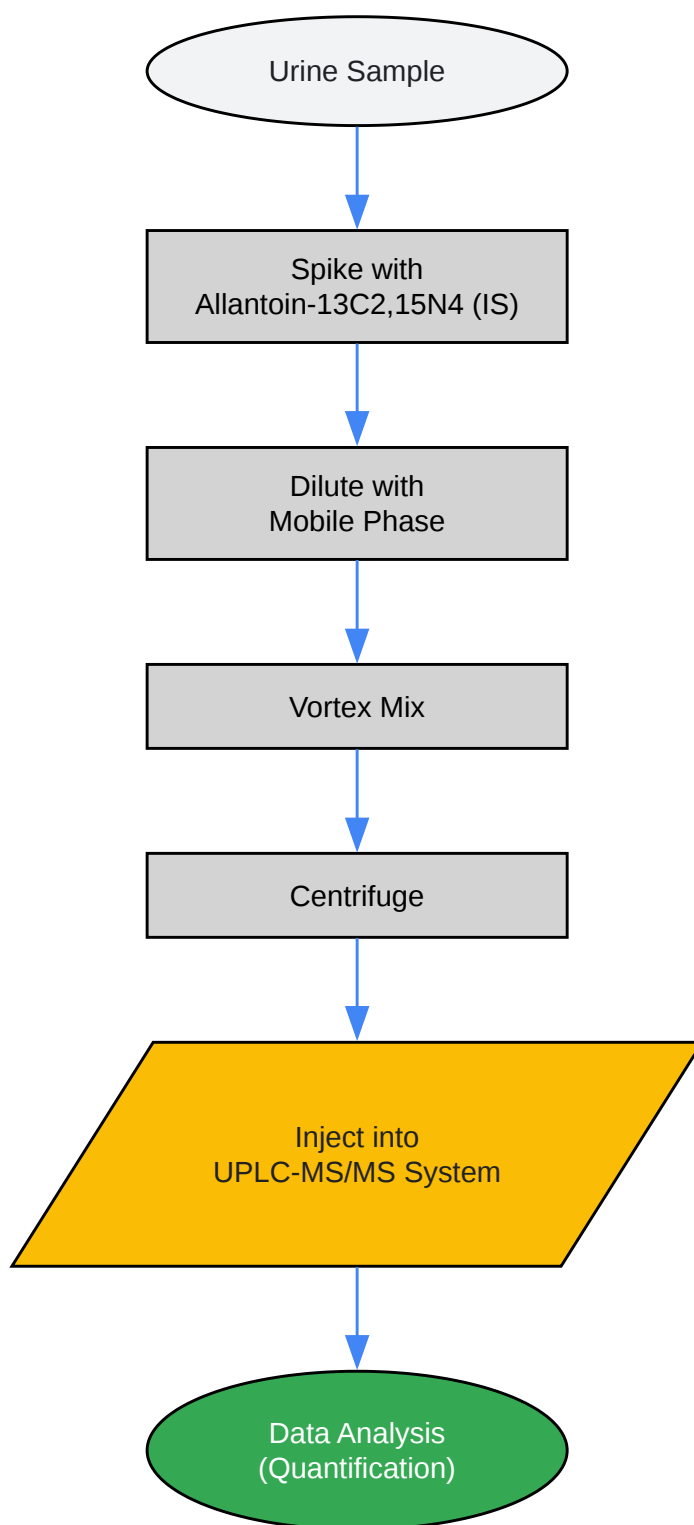 Urine Sample
Spike with
Allantoin-13C2,15N4 (IS)
Dilute with
Mobile Phase
Vortex Mix
Centrifuge
Inject into
UPLC-MS/MS System
Data Analysis
(Quantification)